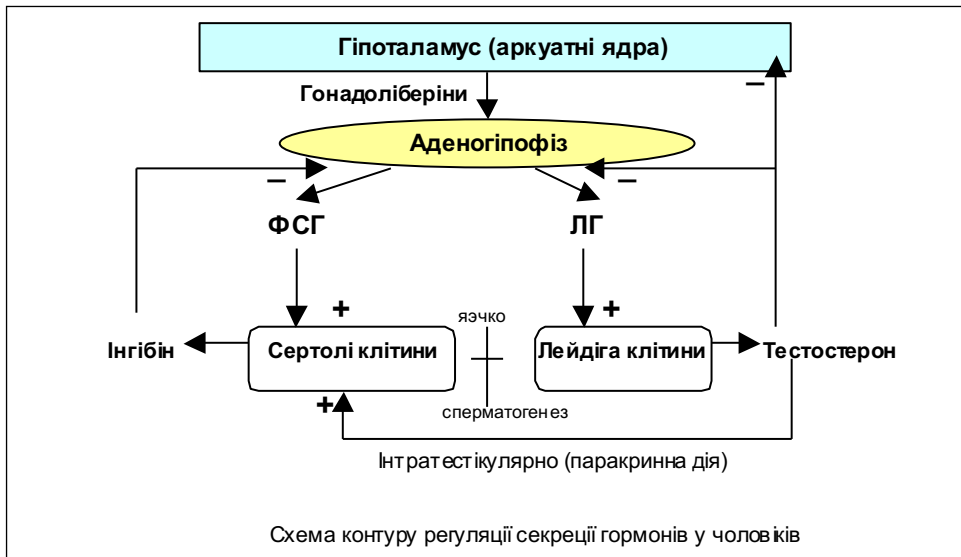 Гіпоталамус (аркуатні ядра)
–
Гонадоліберіни
Аденогіпофіз
–
–
ФСГ
ЛГ
+
+
яэчко
Інгібін
Сертолі клітини
Лейдіга клітини
Тестостерон
+
сперматогенез
Інтратестікулярно (паракринна дія)
Схема контуру регуляції секреції гормонів у чоловіків